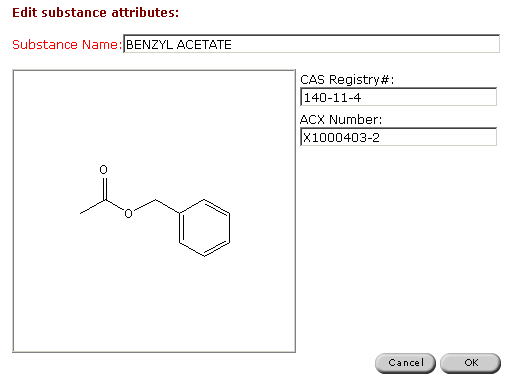 Edit substance attributes:
Substance Name: BENZYL ACETATE
CAS Registry#:
140-11-4
ACX Number:
X1000403-2
O
O
Cancel OK